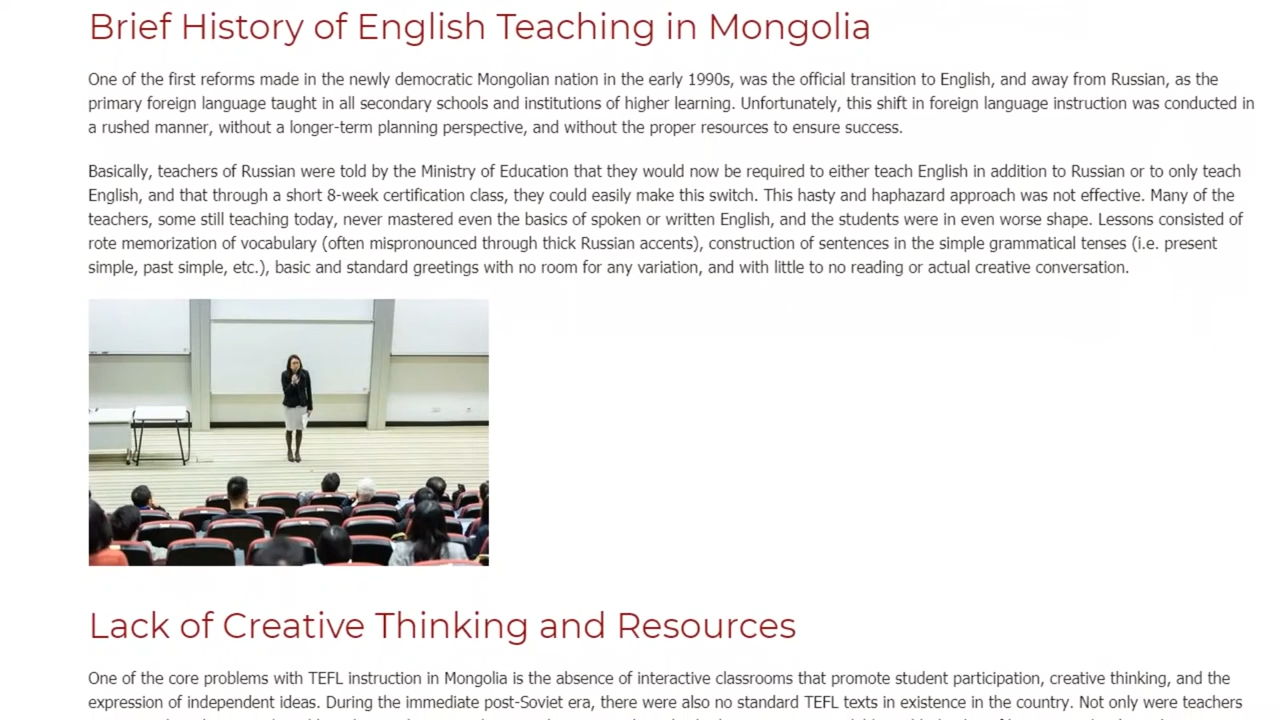 Brief History of English Teaching in Mongolia
One of the first reforms made in the newly democratic Mongolian nation in the early 1990s, was the official transition to English, and away from Russian, as the
primary foreign language taught in all secondary schools and institutions of higher learning. Unfortunately, this shift in foreign language instruction was conducted in
a rushed manner, without a longer-term planning perspective, and without the proper resources to ensure success.
Basically, teachers of Russian were told by the Ministry of Education that they would now be required to either teach English in addition to Russian or to only teach
English, and that through a short 8-week certification class, they could easily make this switch. This hasty and haphazard approach was not effective. Many of the
teachers, some still teaching today, never mastered even the basics of spoken or written English, and the students were in even worse shape. Lessons consisted of
rote memorization of vocabulary (often mispronounced through thick Russian accents), construction of sentences in the simple grammatical tenses (i.e. present
simple, past simple, etc.), basic and standard greetings with no room for any variation, and with little to no reading or actual creative conversation.
Lack of Creative Thinking and Resources
One of the core problems with TEFL instruction in Mongolia is the absence of interactive classrooms that promote student participation, creative thinking, and the
expression of independent ideas. During the immediate post-Soviet era, there were also no standard TEFL texts in existence in the country. Not only were teachers